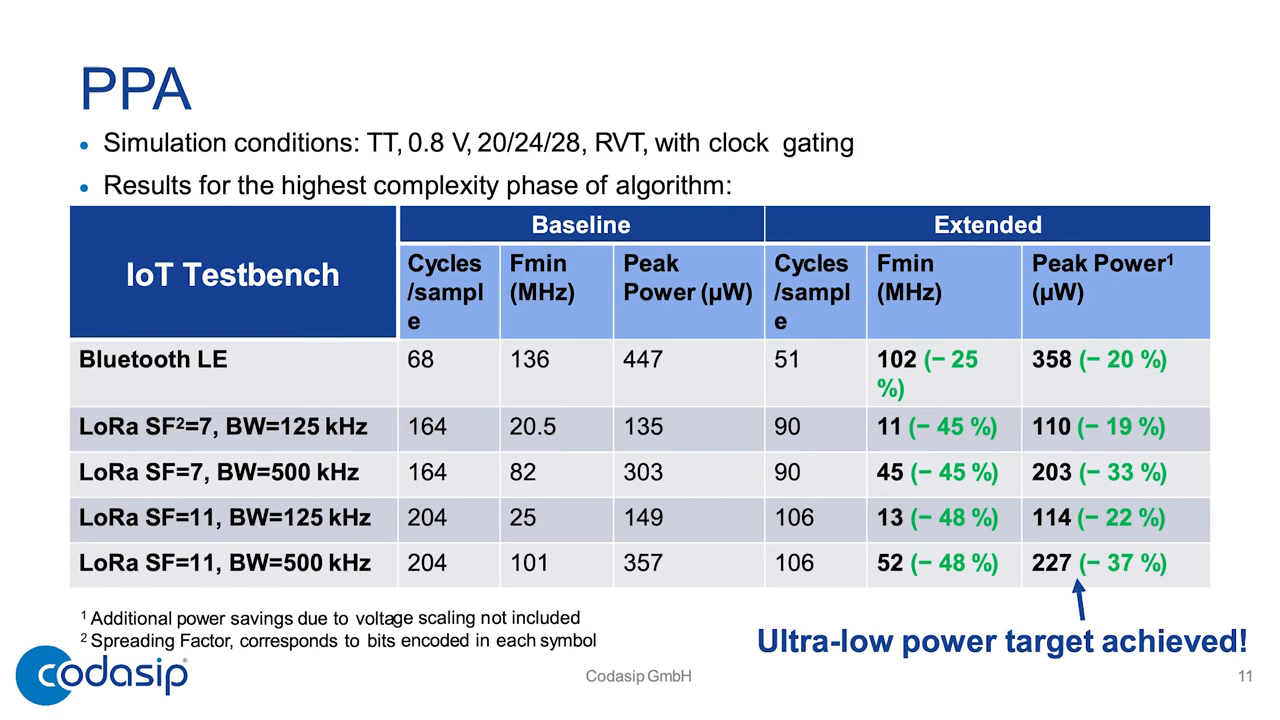 PPA
• Simulation conditions: TT, 0.8 V, 20/24/28, RVT, with clock gating
• Results for the highest complexity phase of algorithm:
IoT Testbench
Baseline
Extended
Cycles /sampl e
Fmin (MHz)
Peak Power (µW)
Cycles /sampl e
Fmin (MHz)
Peak Power¹ (µW)
Bluetooth LE 68 136 447 51 102 (− 25 %) 358 (− 20 %)
LoRa SF²=7, BW=125 kHz 164 20.5 135 90 11 (− 45 %) 110 (− 19 %)
LoRa SF=7, BW=500 kHz 164 82 303 90 45 (− 45 %) 203 (− 33 %)
LoRa SF=11, BW=125 kHz 204 25 149 106 13 (− 48 %) 114 (− 22 %)
LoRa SF=11, BW=500 kHz 204 101 357 106 52 (− 48 %) 227 (− 37 %)
¹ Additional power savings due to voltage scaling not included
² Spreading Factor, corresponds to bits encoded in each symbol
Ultra-low power target achieved!
codasip®
Codasip GmbH
11